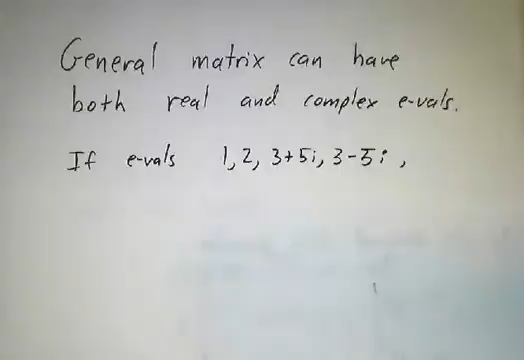 General matrix can have
both real and complex e-vals.
If e-vals 1, 2, 3+5i, 3-5i,